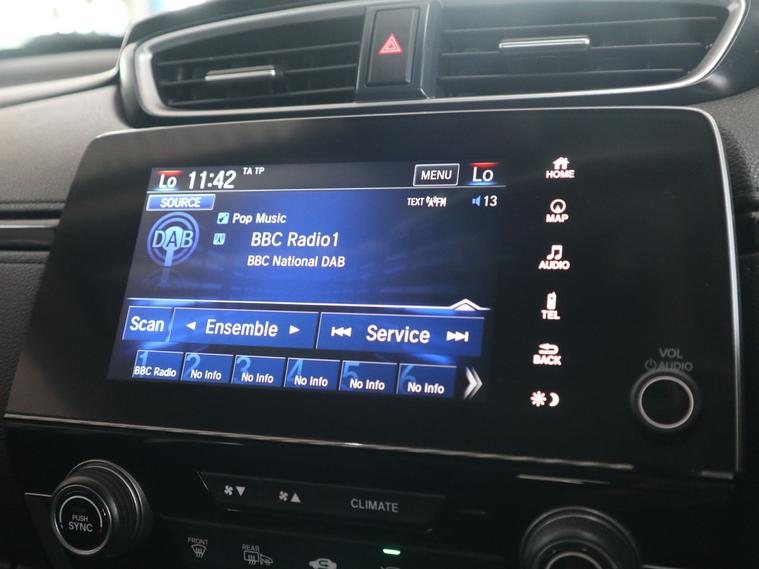 Lo 11:42 TA TP MENU Lo
SOURCE
TEXT
13
Pop Music
DAB
BBC Radio1
BBC National DAB
Scan
Ensemble
Service
1 BBC Radio
2 No Info
3 No Info
4 No Info
5 No Info
6 No Info
HOME
MAP
AUDIO
TEL
BACK
VOL
AUDIO
PUSH
SYNC
CLIMATE
FRONT
REAR